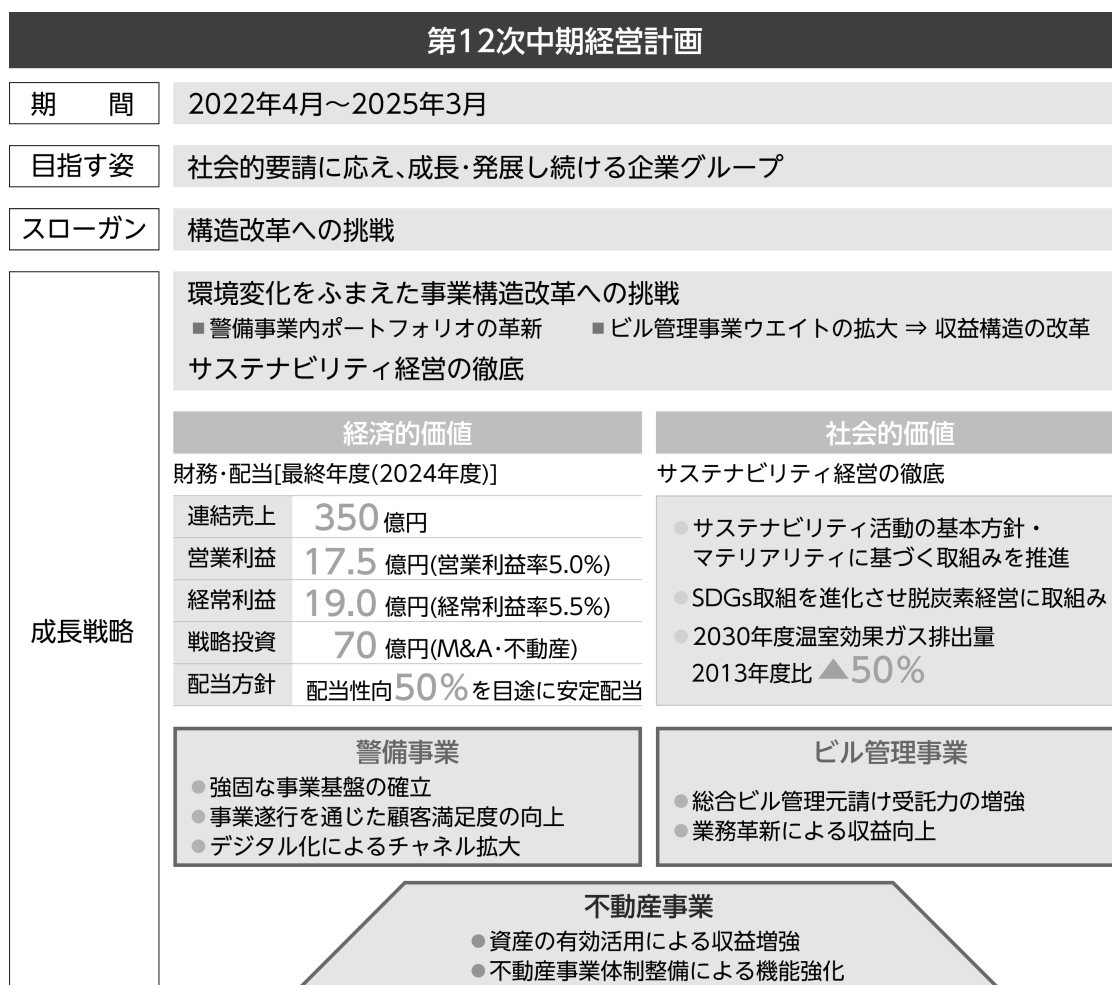 第12次中期経営計画
期　間
2022年4月～2025年3月
目指す姿
社会的要請に応え、成長・発展し続ける企業グループ
スローガン
構造改革への挑戦
成長戦略
環境変化をふまえた事業構造改革への挑戦
■警備事業内ポートフォリオの革新　■ビル管理事業ウエイトの拡大 ⇒ 収益構造の改革
サステナビリティ経営の徹底
経済的価値
財務・配当[最終年度(2024年度)]
連結売上 350億円
営業利益 17.5億円(営業利益率5.0%)
経常利益 19.0億円(経常利益率5.5%)
戦略投資 70億円(M&A・不動産)
配当方針 配当性向50%を目途に安定配当
社会的価値
サステナビリティ経営の徹底
●サステナビリティ活動の基本方針・
マテリアリティに基づく取組みを推進
●SDGs取組を進化させ脱炭素経営に取組み
●2030年度温室効果ガス排出量
2013年度比 ▲50%
警備事業
●強固な事業基盤の確立
●事業遂行を通じた顧客満足度の向上
●デジタル化によるチャネル拡大
ビル管理事業
●総合ビル管理元請け受託力の増強
●業務革新による収益向上
不動産事業
●資産の有効活用による収益増強
●不動産事業体制整備による機能強化